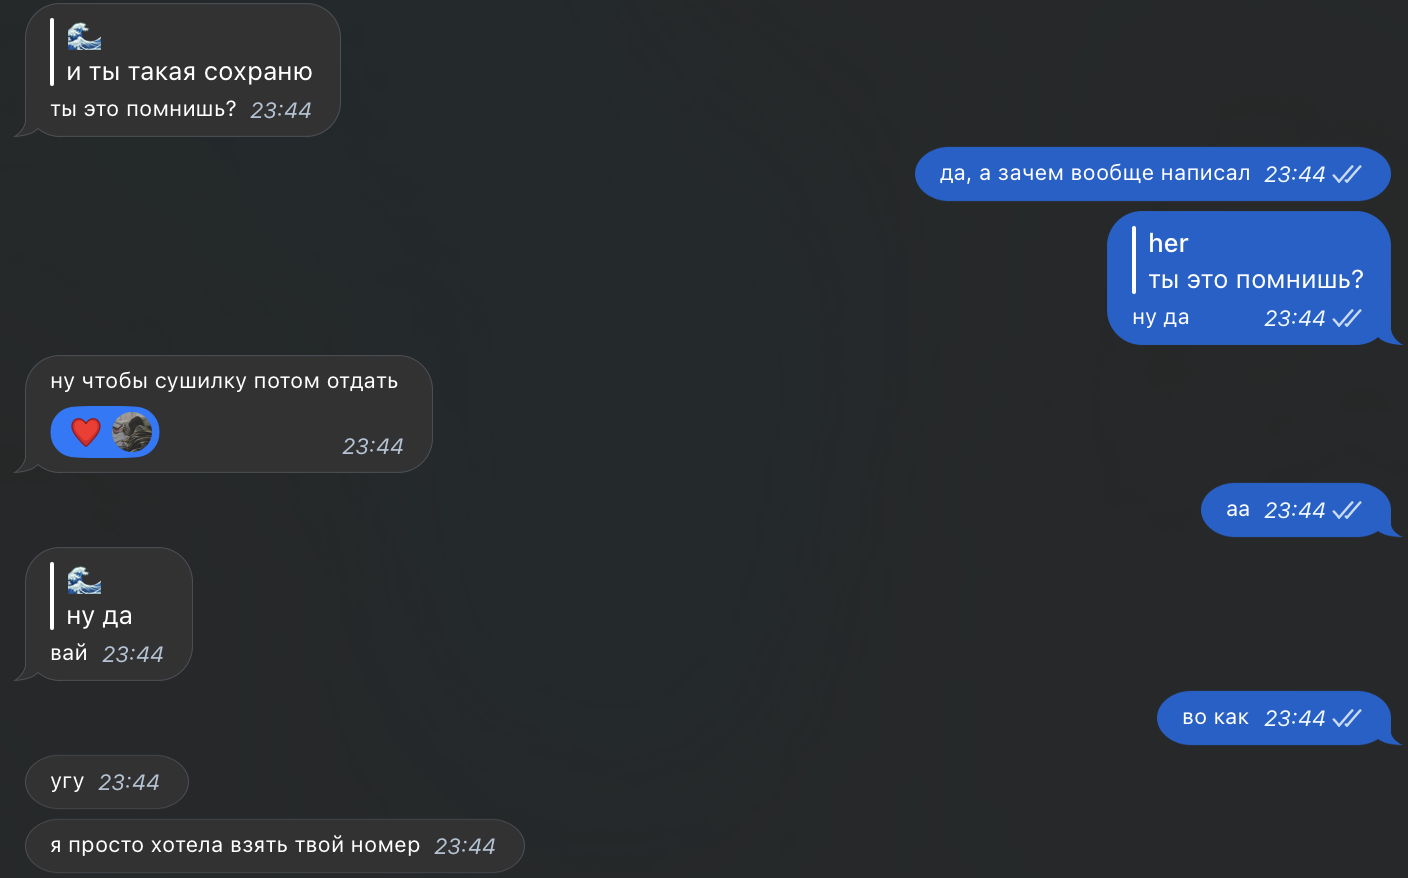 🌊
и ты такая сохраню
ты это помнишь? 23:44
да, а зачем вообще написал 23:44
her
ты это помнишь?
ну да 23:44
ну чтобы сушилку потом отдать
❤️ 23:44
аа 23:44
🌊
ну да
вай 23:44
во как 23:44
угу 23:44
я просто хотела взять твой номер 23:44